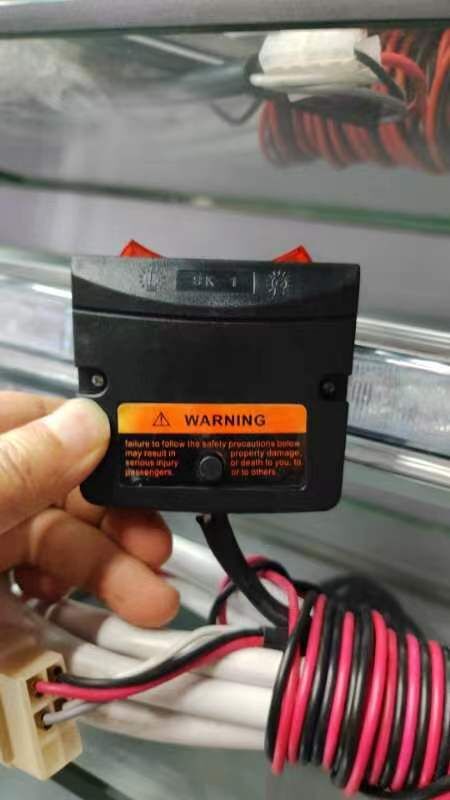 SK-1
WARNING
failure to follow the safety precautions below
may result in property damage,
serious injury or death to you, to
passengers or to others